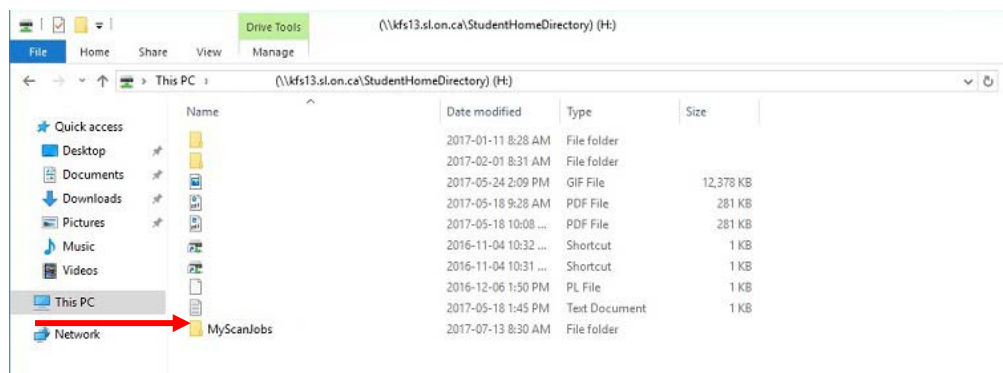 Drive Tools (\\kfs13.sl.on.ca\StudentHomeDirectory) (H:)
File Home Share View Manage
This PC (\\kfs13.sl.on.ca\StudentHomeDirectory) (H:)
Name Date modified Type Size
Quick access
2017-01-11 8:28 AM File folder
Desktop
2017-02-01 8:31 AM File folder
Documents
2017-05-24 2:09 PM GIF File 12,378 KB
Downloads
2017-05-18 9:28 AM PDF File 281 KB
Pictures
2017-05-18 10:08 ... PDF File 281 KB
Music
2016-11-04 10:32 ... Shortcut 1 KB
Videos
2016-11-04 10:31 ... Shortcut 1 KB
2016-12-06 1:50 PM PL File 1 KB
This PC
2017-05-18 1:45 PM Text Document 1 KB
Network
MyScanJobs 2017-07-13 8:30 AM File folder